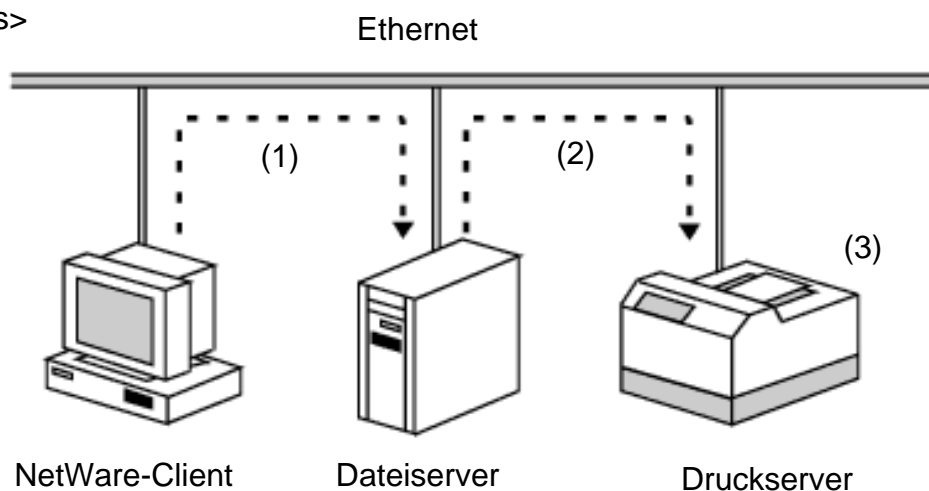 s>
Ethernet
(1)
(2)
(3)
NetWare-Client
Dateiserver
Druckserver